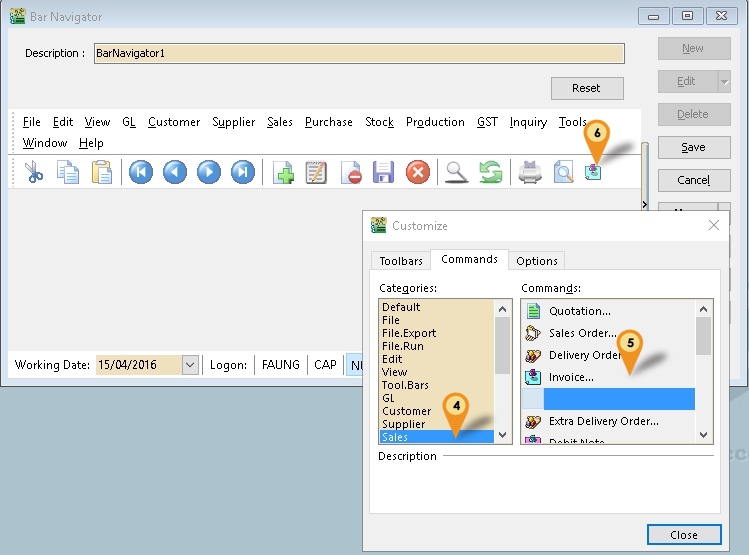 Bar Navigator
Description : BarNavigator1
New
Edit
Reset
Delete
File Edit View GL Customer Supplier Sales Purchase Stock Production GST Inquiry Tools
Window Help
Save
6
Cancel
Customize
Toolbars Commands Options
Categories: Commands:
Default
File
File.Export
File.Run
Edit
View
Tool.Bars
GL
Customer
Supplier
Sales
4
Quotation...
Sales Order...
Delivery Order
5
Invoice...
Extra Delivery Order...
Debit Note
Description
Close
Working Date: 15/04/2016 Logon: FAUNG CAP